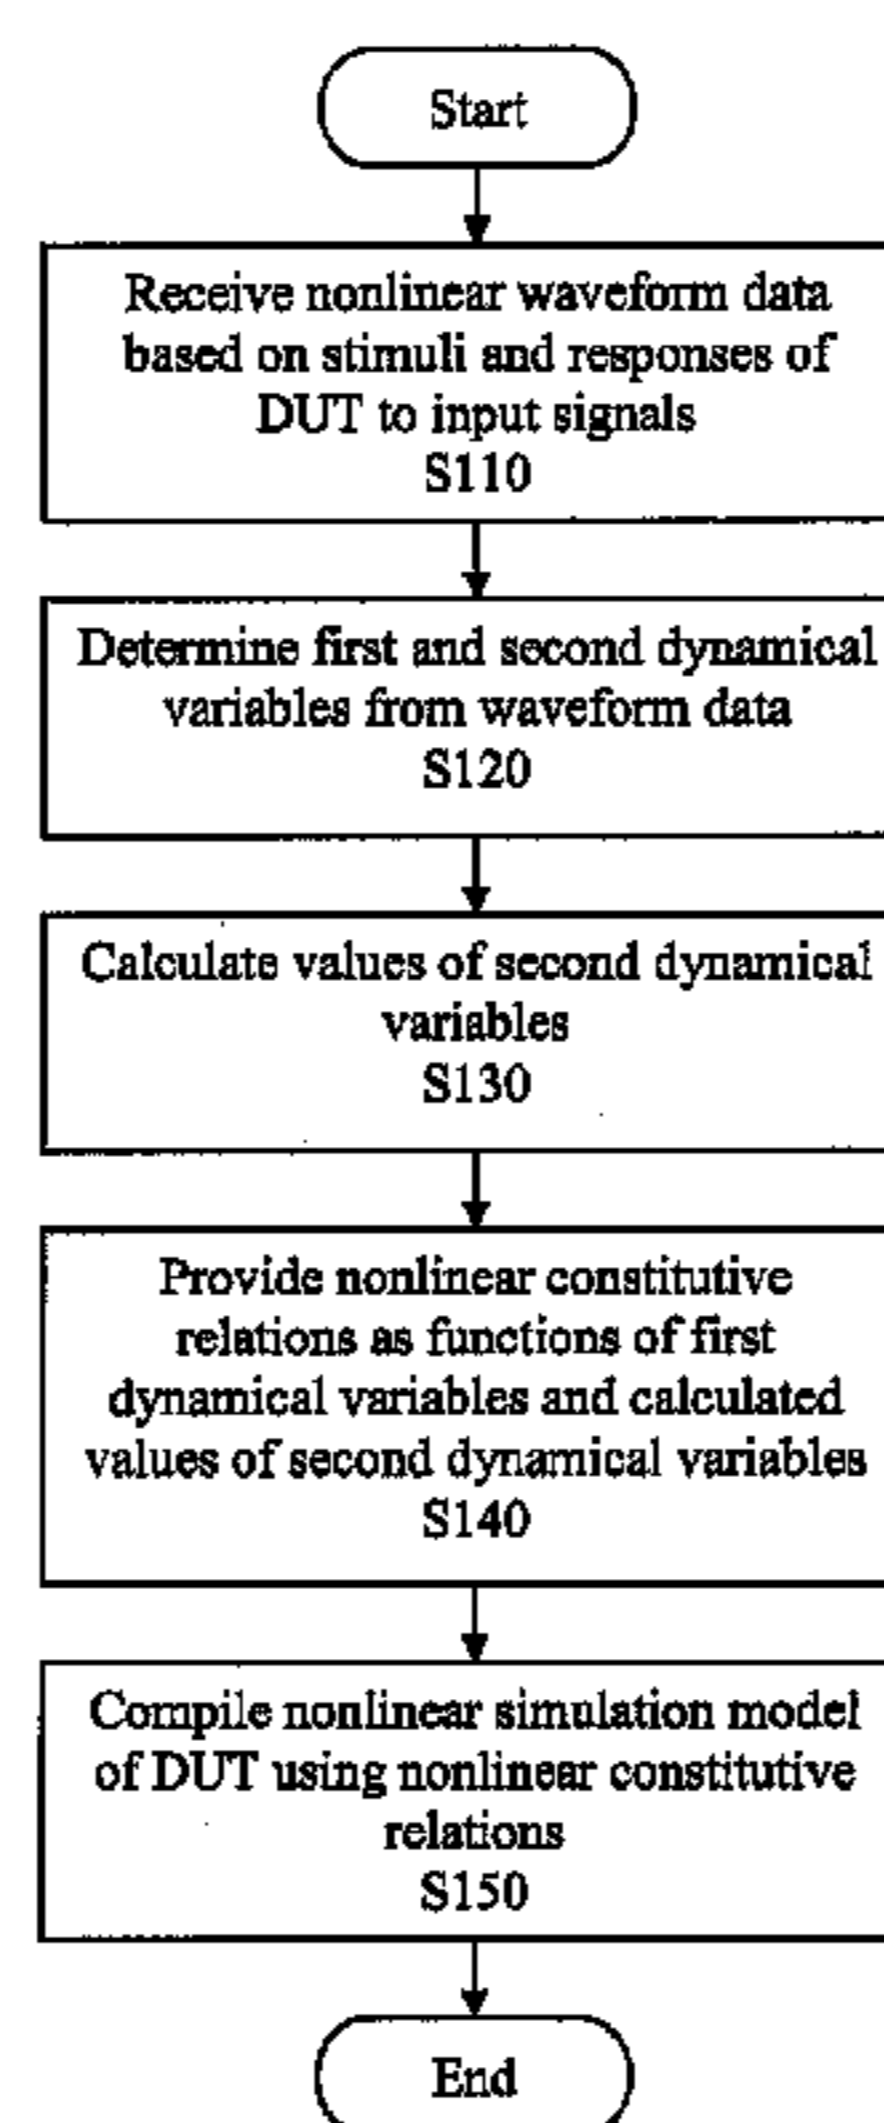 Start
Receive nonlinear waveform data
based on stimuli and responses of
DUT to input signals
S110
Determine first and second dynamical
variables from waveform data
S120
Calculate values of second dynamical
variables
S130
Provide nonlinear constitutive
relations as functions of first
dynamical variables and calculated
values of second dynamical variables
S140
Compile nonlinear simulation model
of DUT using nonlinear constitutive
relations
S150
End